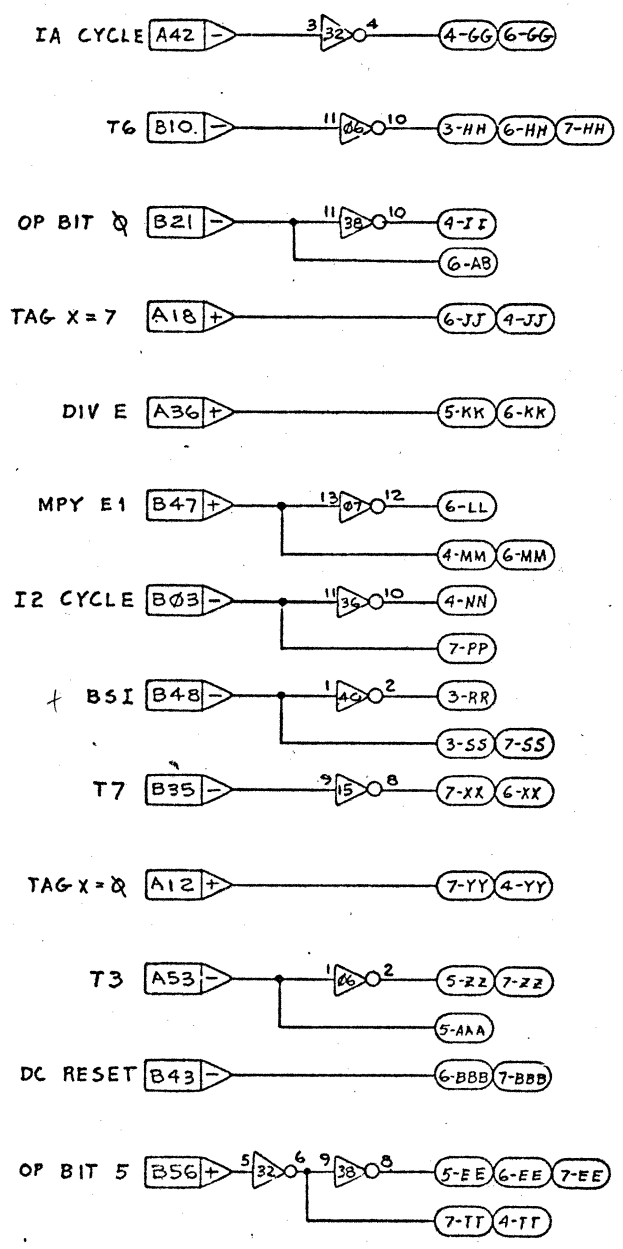 IA CYCLE A42 - 3 32 4 4-GG 6-GG
T6 B10. - 11 Ø6 10 3-HH 6-HH 7-HH
OP BIT Ø B21 - 11 38 10 4-II
6-AB
TAG X = 7 A18 + 6-JJ 4-JJ
DIV E A36 + 5-KK 6-KK
MPY E1 B47 + 13 Ø7 12 6-LL
4-MM 6-MM
I2 CYCLE BØ3 - 11 36 10 4-NN
7-PP
+ BSI B48 - 1 2 3-RR
3-SS 7-SS
T7 B35 - 9 15 8 7-XX 6-XX
TAG X = Ø A12 + 7-YY 4-YY
T3 A53 - 1 Ø6 2 5-ZZ 7-ZZ
5-AAA
DC RESET B43 - 6-BBB 7-BBB
OP BIT 5 B56 + 5 32 6 9 38 8 5-EE 6-EE 7-EE
7-TT 4-TT